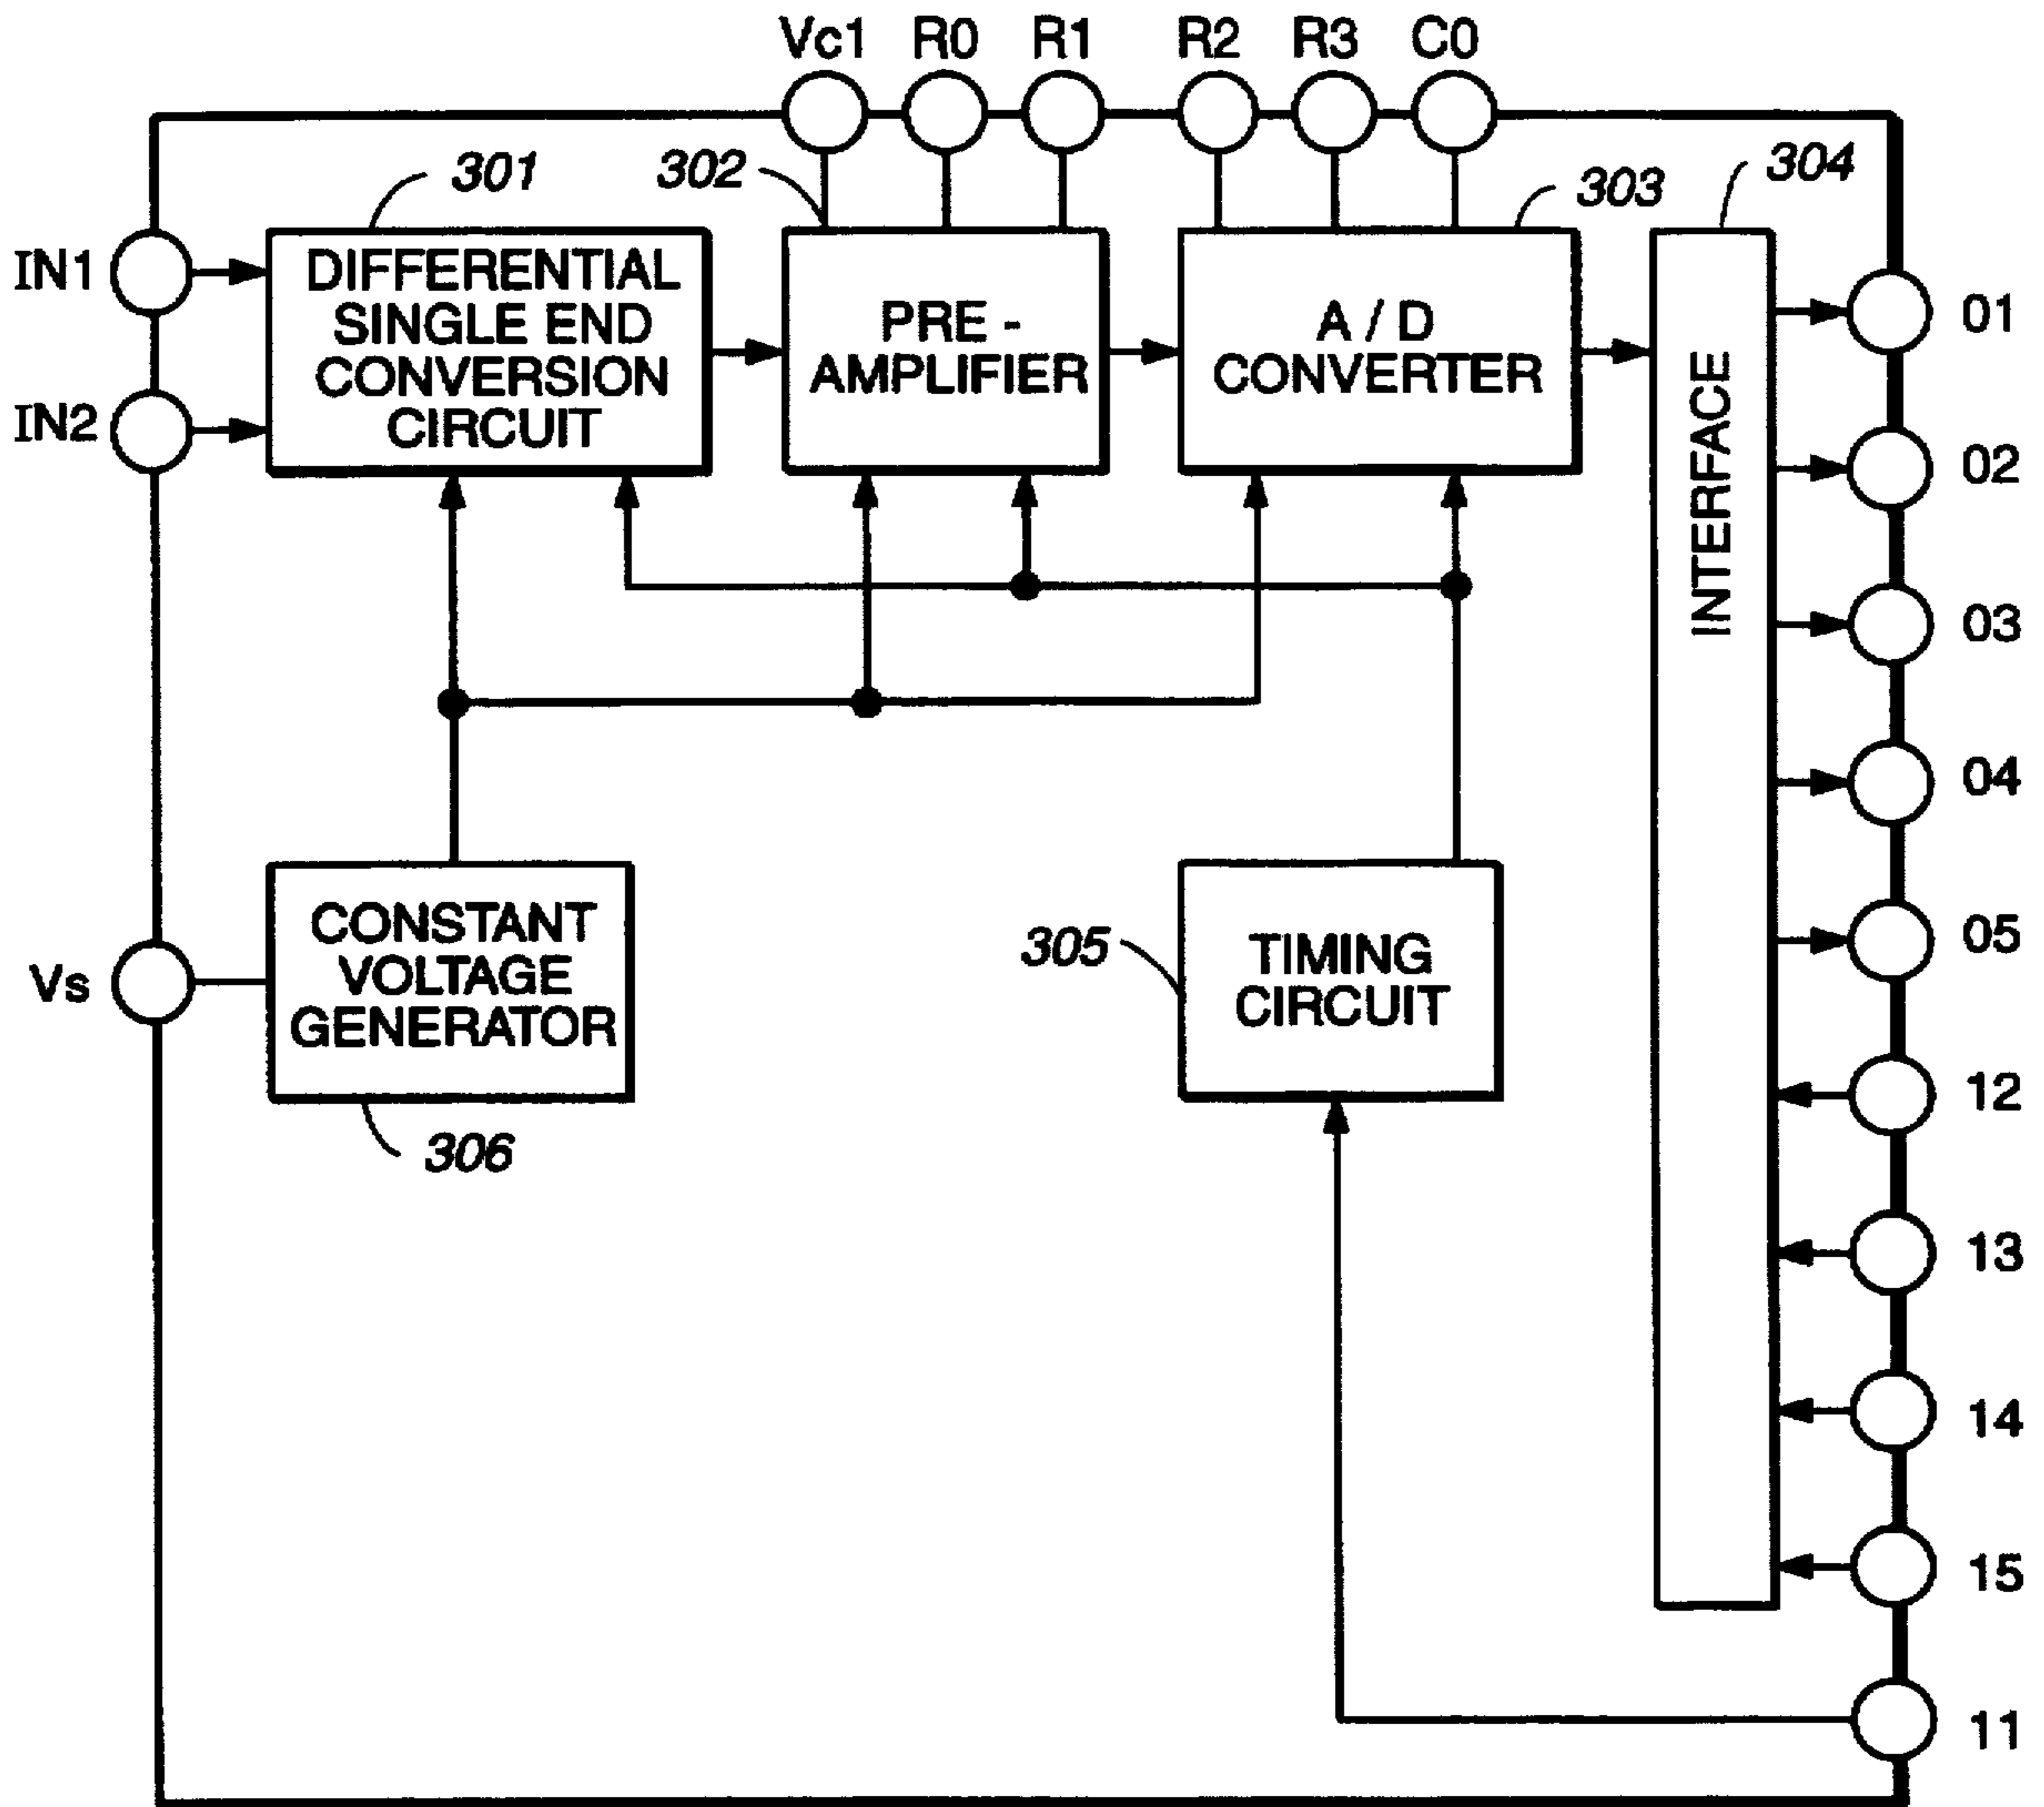 Vc1 R0 R1 R2 R3 C0
301
302
303
304
IN1
IN2
DIFFERENTIAL
SINGLE END
CONVERSION
CIRCUIT
PRE -
AMPLIFIER
A / D
CONVERTER
INTERFACE
01
02
03
04
05
12
13
14
15
11
Vs
CONSTANT
VOLTAGE
GENERATOR
306
305
TIMING
CIRCUIT